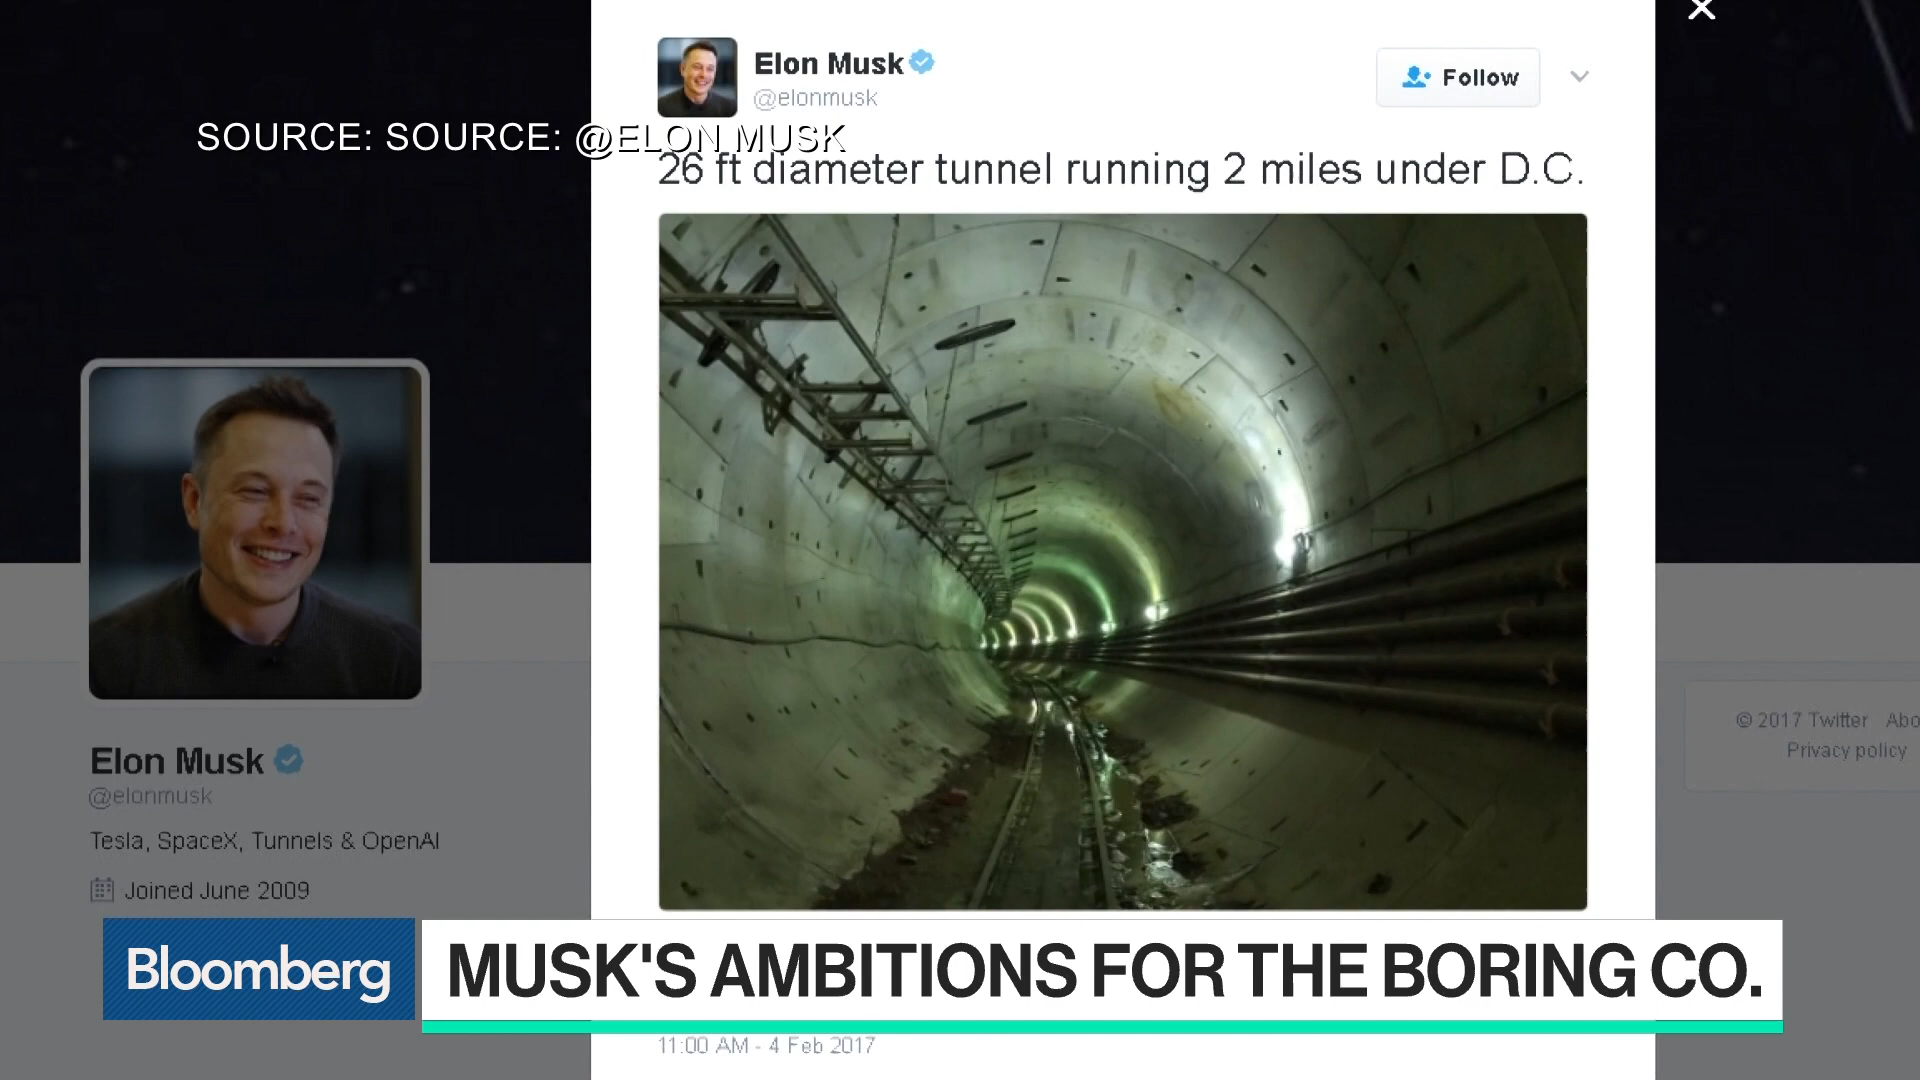 Elon Musk
@elonmusk
Follow
SOURCE: SOURCE: @ELON MUSK
26 ft diameter tunnel running 2 miles under D.C.
Elon Musk
@elonmusk
Tesla, SpaceX, Tunnels & OpenAI
Joined June 2009
© 2017 Twitter Abo
Privacy policy
Bloomberg
MUSK'S AMBITIONS FOR THE BORING CO.
11:00 AM - 4 Feb 2017